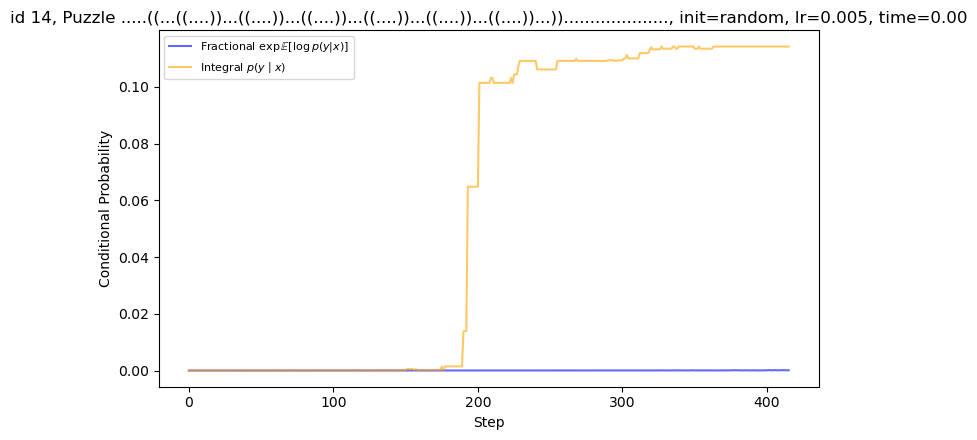 id 14, Puzzle .....((...((....))...((....))...((....))...((....))...((....))...((....))...))....................., init=random, lr=0.005, time=0.00
Fractional exp𝔼[log p(y|x)]
Integral p(y | x)
Conditional Probability
0.10
0.08
0.06
0.04
0.02
0.00
0 100 200 300 400
Step